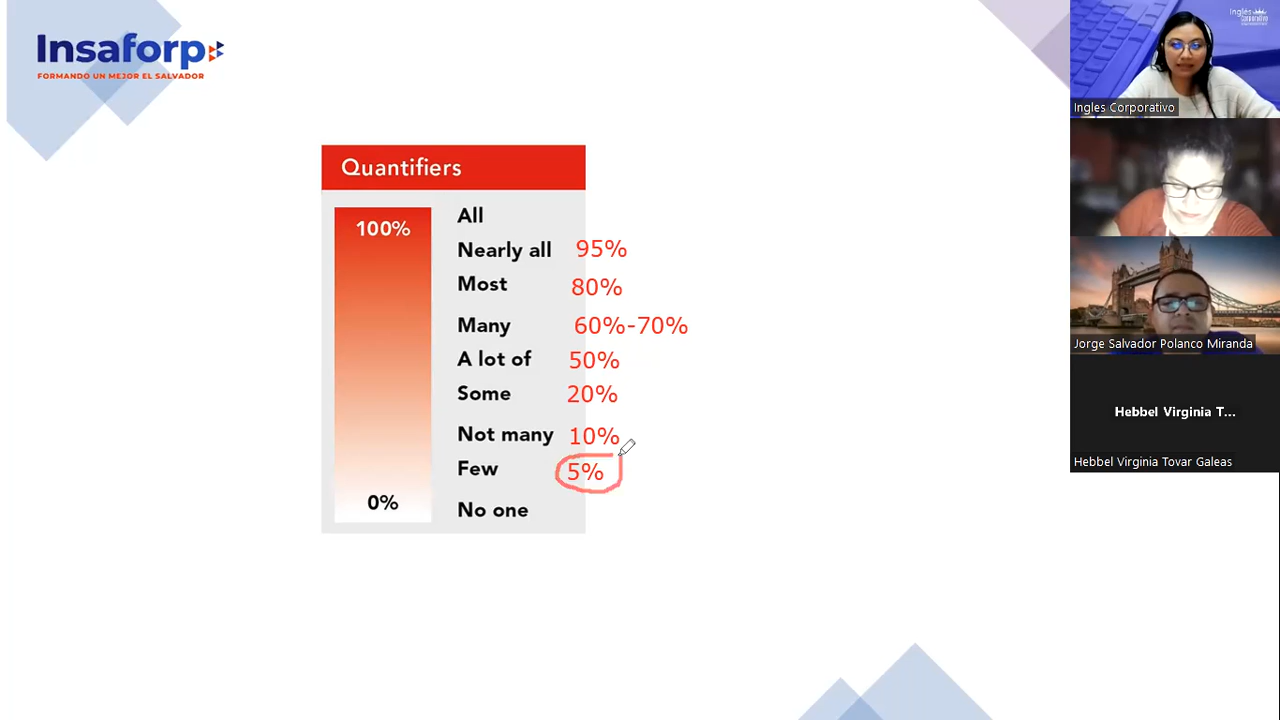 Insaforp
FORMANDO UN MEJOR EL SALVADOR
Quantifiers
100%
All
Nearly all 95%
Most 80%
Many 60%-70%
A lot of 50%
Some 20%
Not many 10%
Few 5%
0%
No one
Inglés
Corporativo
Ingles Corporativo
Jorge Salvador Polanco Miranda
Hebbel Virginia T...
Hebbel Virginia Tovar Galeas